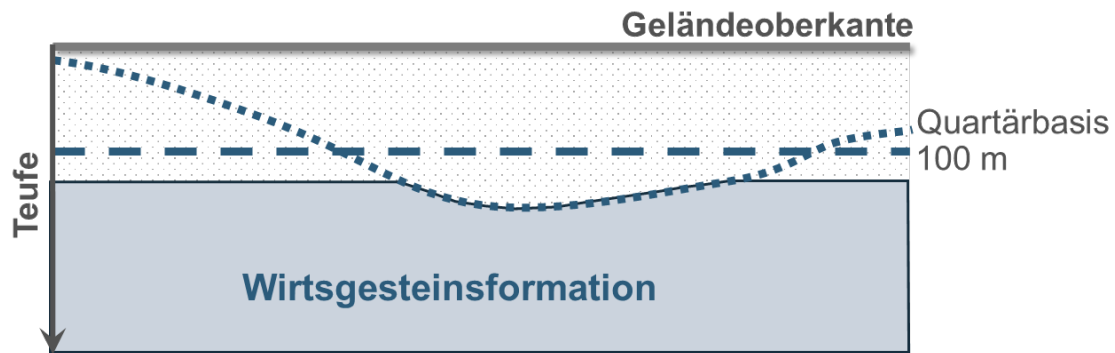 Geländeoberkante
Quartärbasis
100 m
Teufe
Wirtsgesteinsformation